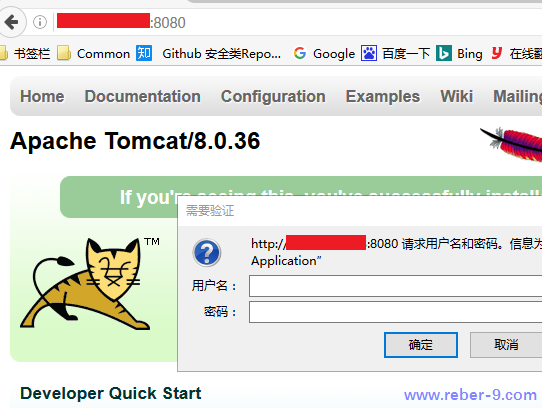 :8080
书签栏 Common 知 Github 安全类Repo... Google 百度一下 Bing 在线翻
Home Documentation Configuration Examples Wiki Mailing
Apache Tomcat/8.0.36
If you're seeing this, you've successfully install
需要验证
TM
http:// :8080 请求用户名和密码。信息为
Application"
用户名：
密码：
确定 取消
Developer Quick Start
www.reber-9.com